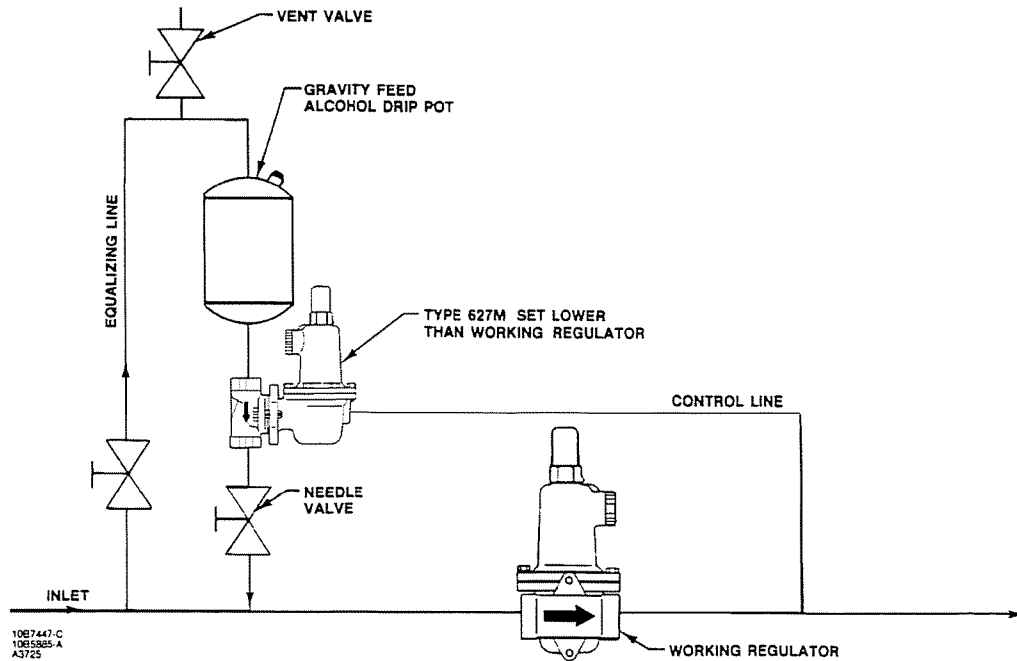 VENT VALVE
GRAVITY FEED
ALCOHOL DRIP POT
EQUALIZING LINE
TYPE 627M SET LOWER
THAN WORKING REGULATOR
CONTROL LINE
NEEDLE
VALVE
INLET
WORKING REGULATOR
10B7447-C
10B5885-A
A3725